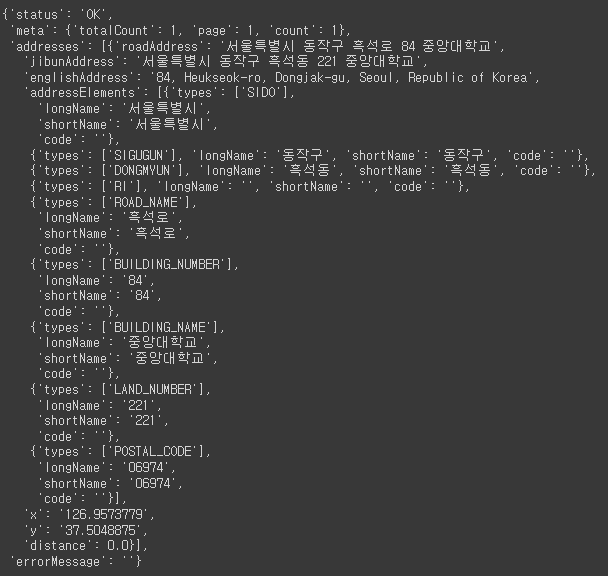 {'status': 'OK',
'meta': {'totalCount': 1, 'page': 1, 'count': 1},
'addresses': [{'roadAddress': '서울특별시 동작구 흑석로 84 중앙대학교',
'jibunAddress': '서울특별시 동작구 흑석동 221 중앙대학교',
'englishAddress': '84, Heukseok-ro, Dongjak-gu, Seoul, Republic of Korea',
'addressElements': [{'types': ['SIDO'],
'longName': '서울특별시',
'shortName': '서울특별시',
'code': ''},
{'types': ['SIGUGUN'], 'longName': '동작구', 'shortName': '동작구', 'code': ''},
{'types': ['DONGMYUN'], 'longName': '흑석동', 'shortName': '흑석동', 'code': ''},
{'types': ['RI'], 'longName': '', 'shortName': '', 'code': ''},
{'types': ['ROAD_NAME'],
'longName': '흑석로',
'shortName': '흑석로',
'code': ''},
{'types': ['BUILDING_NUMBER'],
'longName': '84',
'shortName': '84',
'code': ''},
{'types': ['BUILDING_NAME'],
'longName': '중앙대학교',
'shortName': '중앙대학교',
'code': ''},
{'types': ['LAND_NUMBER'],
'longName': '221',
'shortName': '221',
'code': ''},
{'types': ['POSTAL_CODE'],
'longName': '06974',
'shortName': '06974',
'code': ''}],
'x': '126.9573779',
'y': '37.5048875',
'distance': 0.0}],
'errorMessage': ''}